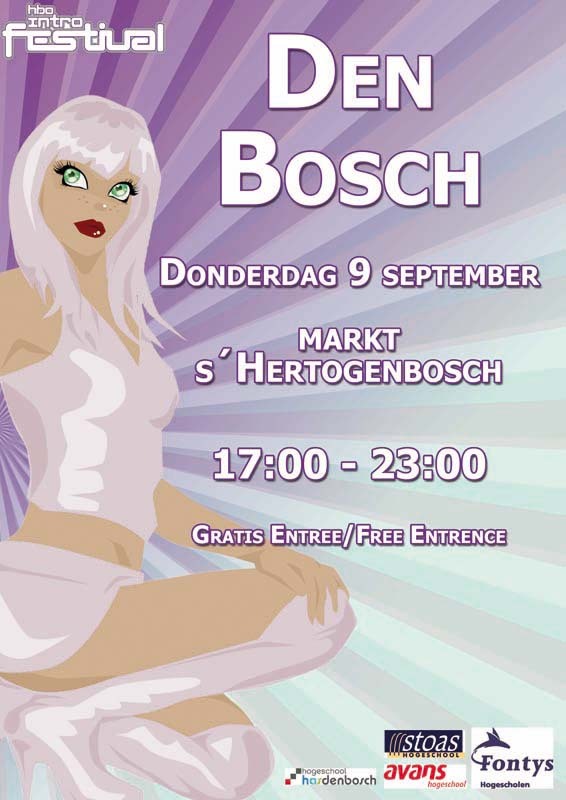 hbo
intro
Festival
DEN
BOSCH
DONDERDAG 9 SEPTEMBER
MARKT
S´HERTOGENBOSCH
17:00 - 23:00
GRATIS ENTREE/FREE ENTRENCE
hogeschool
hasdenbosch
stoas
HOGESCHOOL
avans
hogeschool
Fontys
Hogescholen